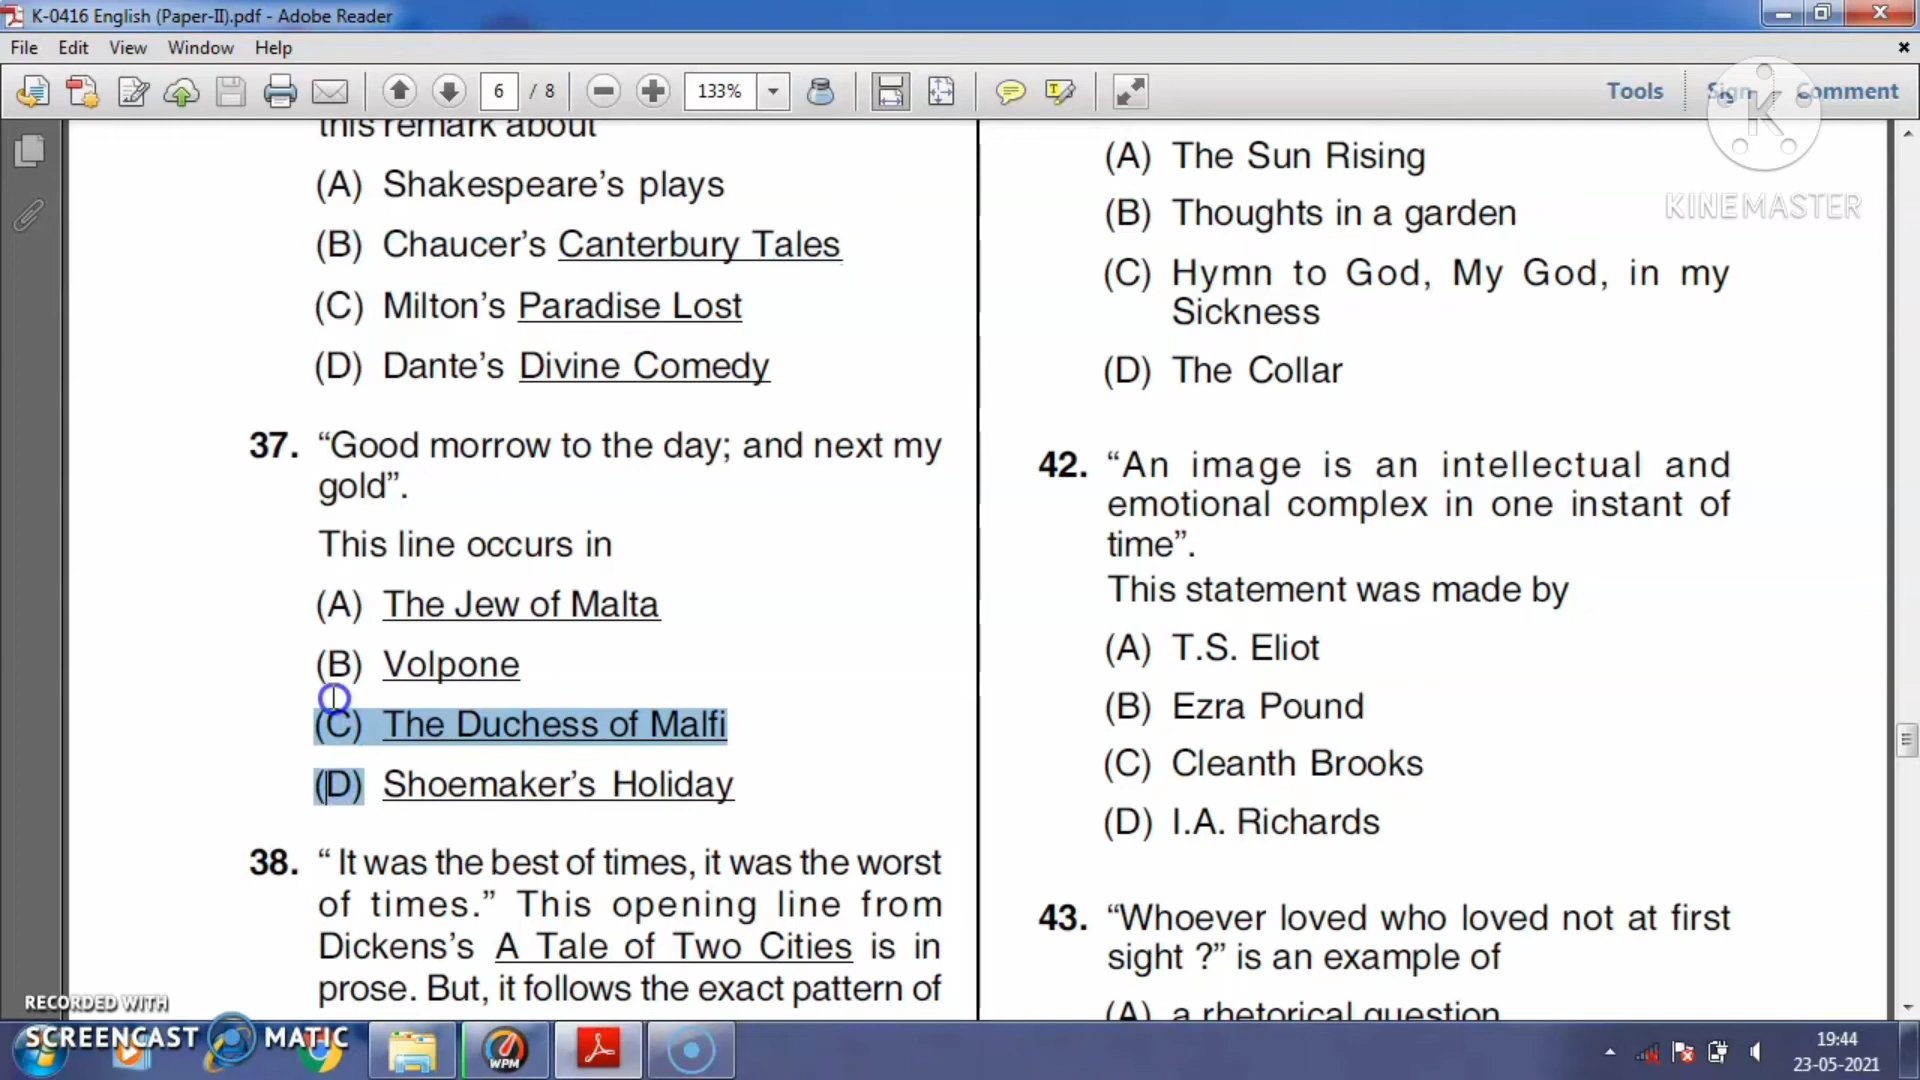 K-0416 English (Paper-II).pdf - Adobe Reader
File Edit View Window Help
6 / 8 133% Tools Sign Comment
KINEMASTER
this remark about
(A) Shakespeare’s plays
(B) Chaucer’s Canterbury Tales
(C) Milton’s Paradise Lost
(D) Dante’s Divine Comedy
37. “Good morrow to the day; and next my
gold”.
This line occurs in
(A) The Jew of Malta
(B) Volpone
(C) The Duchess of Malfi
(D) Shoemaker’s Holiday
38. “ It was the best of times, it was the worst
of times.” This opening line from
Dickens’s A Tale of Two Cities is in
prose. But, it follows the exact pattern of
(A) The Sun Rising
(B) Thoughts in a garden
(C) Hymn to God, My God, in my
Sickness
(D) The Collar
42. “An image is an intellectual and
emotional complex in one instant of
time”.
This statement was made by
(A) T.S. Eliot
(B) Ezra Pound
(C) Cleanth Brooks
(D) I.A. Richards
43. “Whoever loved who loved not at first
sight ?” is an example of
(A) a rhetorical question
RECORDED WITH
SCREENCAST MATIC
WPM
19:44
23-05-2021